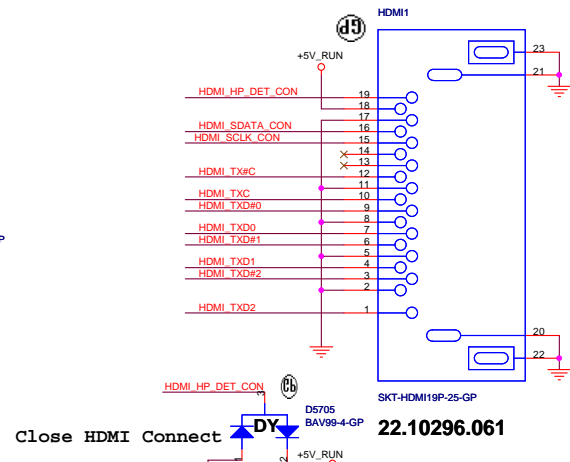 HDMI1
GP
+5V_RUN
23
21
HDMI_HP_DET_CON
19
18
17
HDMI_SDATA_CON
16
HDMI_SCLK_CON
15
14
13
HDMI_TX#C
12
11
HDMI_TXC
10
HDMI_TXD#0
9
8
HDMI_TXD0
7
HDMI_TXD#1
6
5
HDMI_TXD1
4
HDMI_TXD#2
3
2
HDMI_TXD2
1
P
20
22
HDMI_HP_DET_CON
3
SKT-HDMI19P-25-GP
D5705
BAV99-4-GP
DY
22.10296.061
Close HDMI Connect
1
2
+5V_RUN